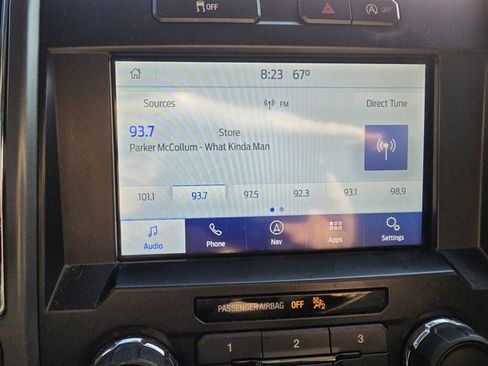 OFF
OFF
8:23 67°
Sources
FM
Direct Tune
93.7
Store
Parker McCollum - What Kinda Man
101.1 93.7 97.5 92.3 93.1 98.9
Audio Phone Nav Apps Settings
PASSENGER AIRBAG OFF 2
1 2 3